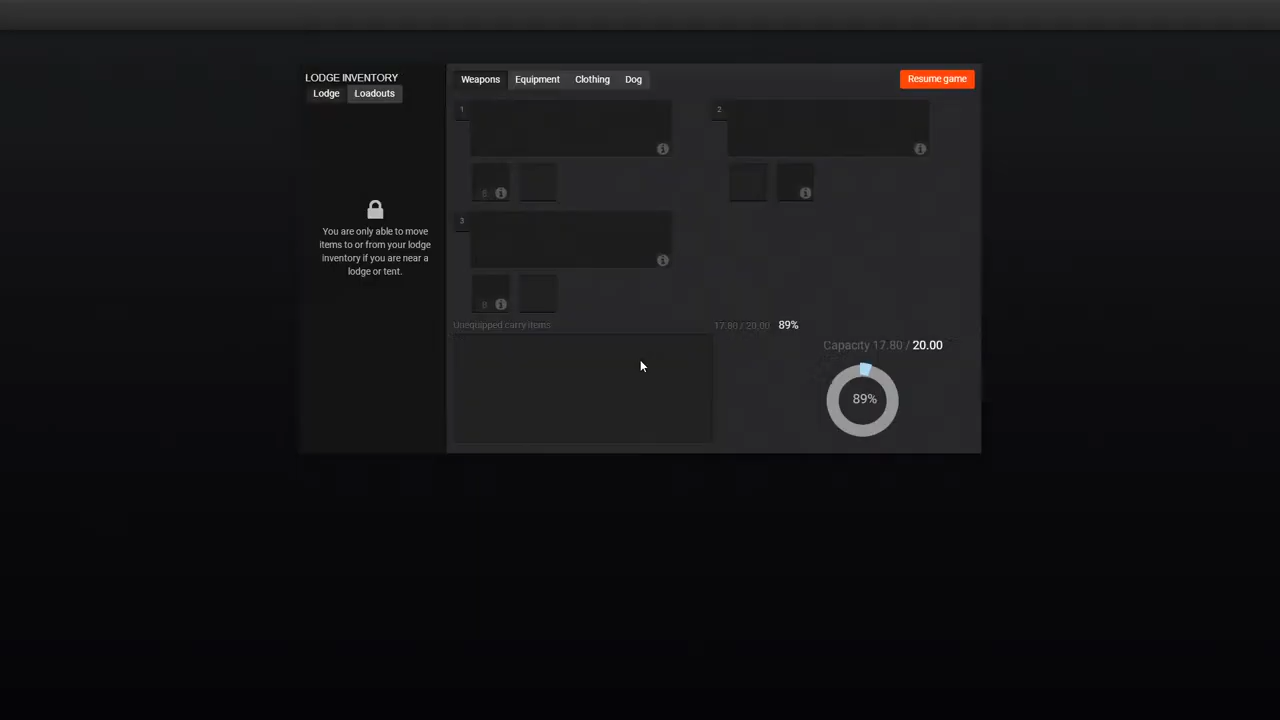 LODGE INVENTORY
Lodge Loadouts
Weapons Equipment Clothing Dog
Resume game
1
2
You are only able to move
items to or from your lodge
inventory if you are near a
lodge or tent.
3
Unequipped carry items
17.80 / 20.00 89%
Capacity 17.80 / 20.00
89%